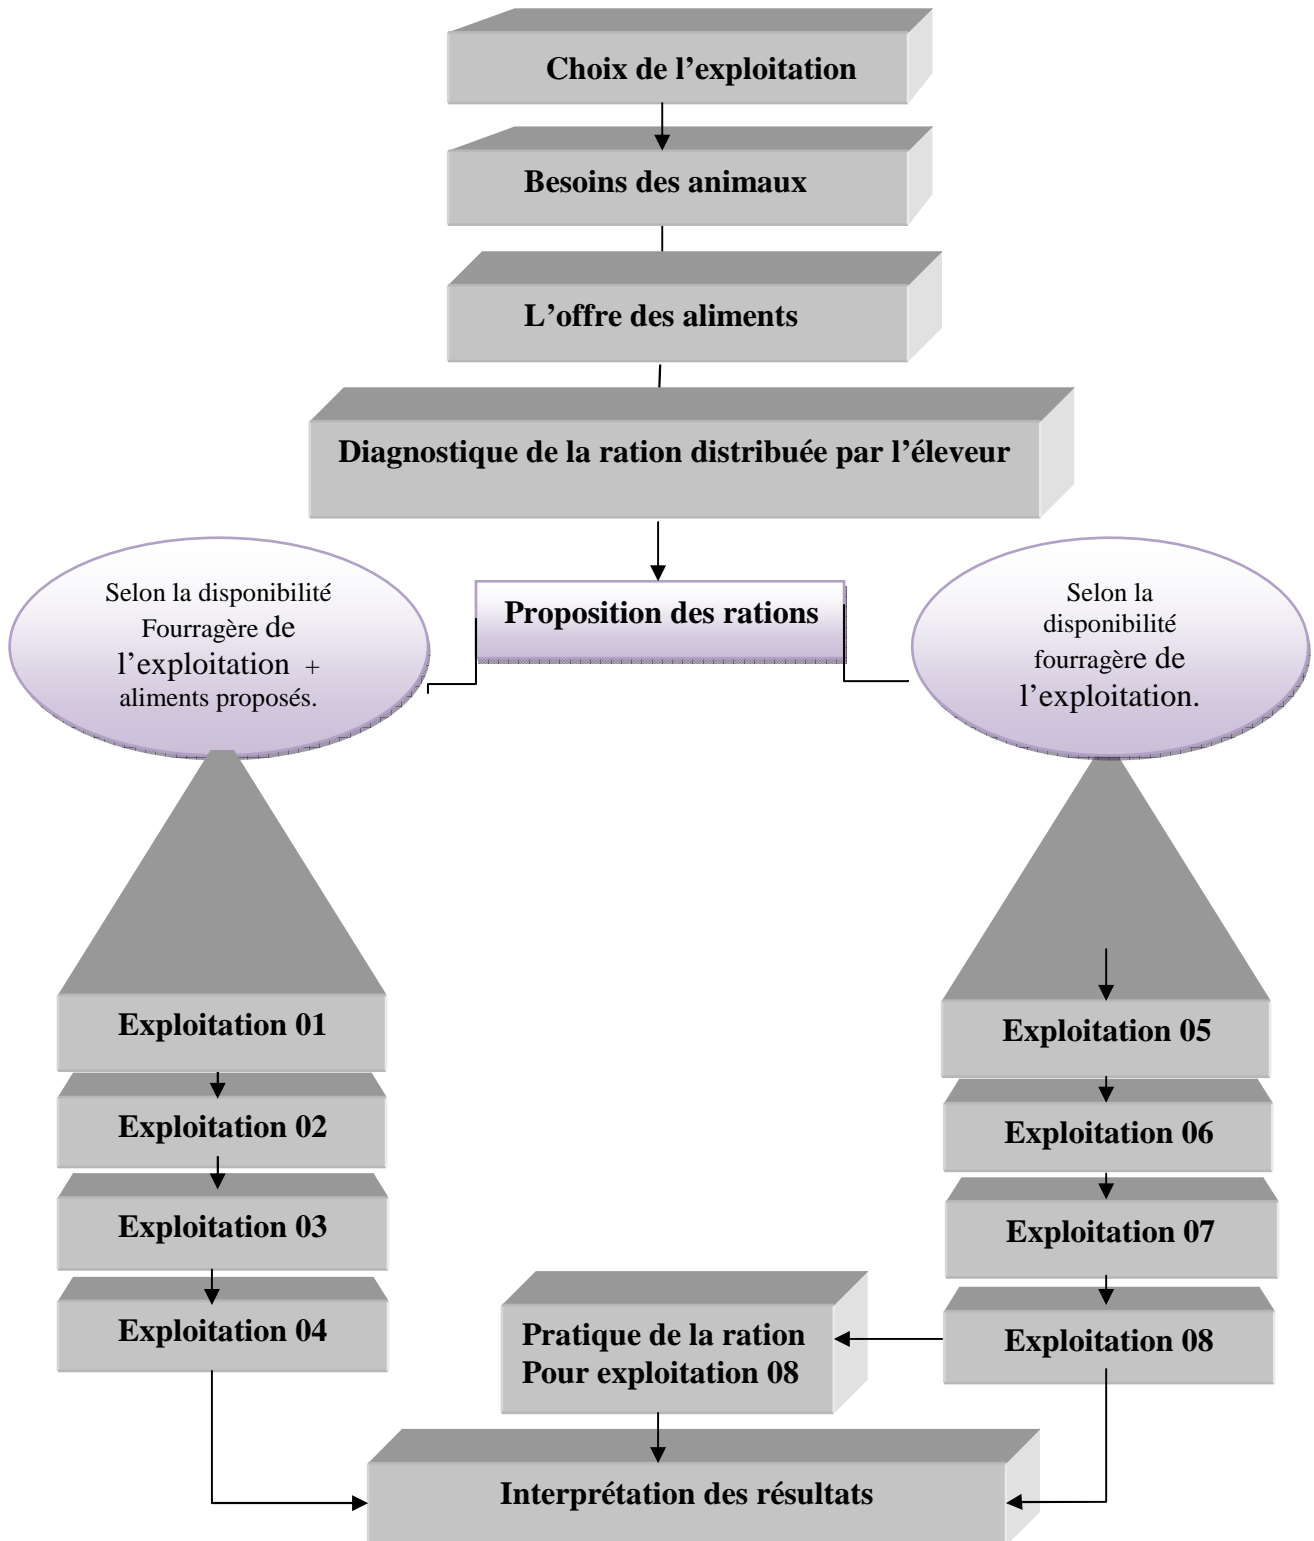 Choix de l’exploitation
Besoins des animaux
L’offre des aliments
Diagnostique de la ration distribuée par l’éleveur
Proposition des rations
Selon la disponibilité
Fourragère de
l’exploitation +
aliments proposés.
Selon la
disponibilité
fourragère de
l’exploitation.
Exploitation 01
Exploitation 02
Exploitation 03
Exploitation 04
Exploitation 05
Exploitation 06
Exploitation 07
Exploitation 08
Pratique de la ration
Pour exploitation 08
Interprétation des résultats